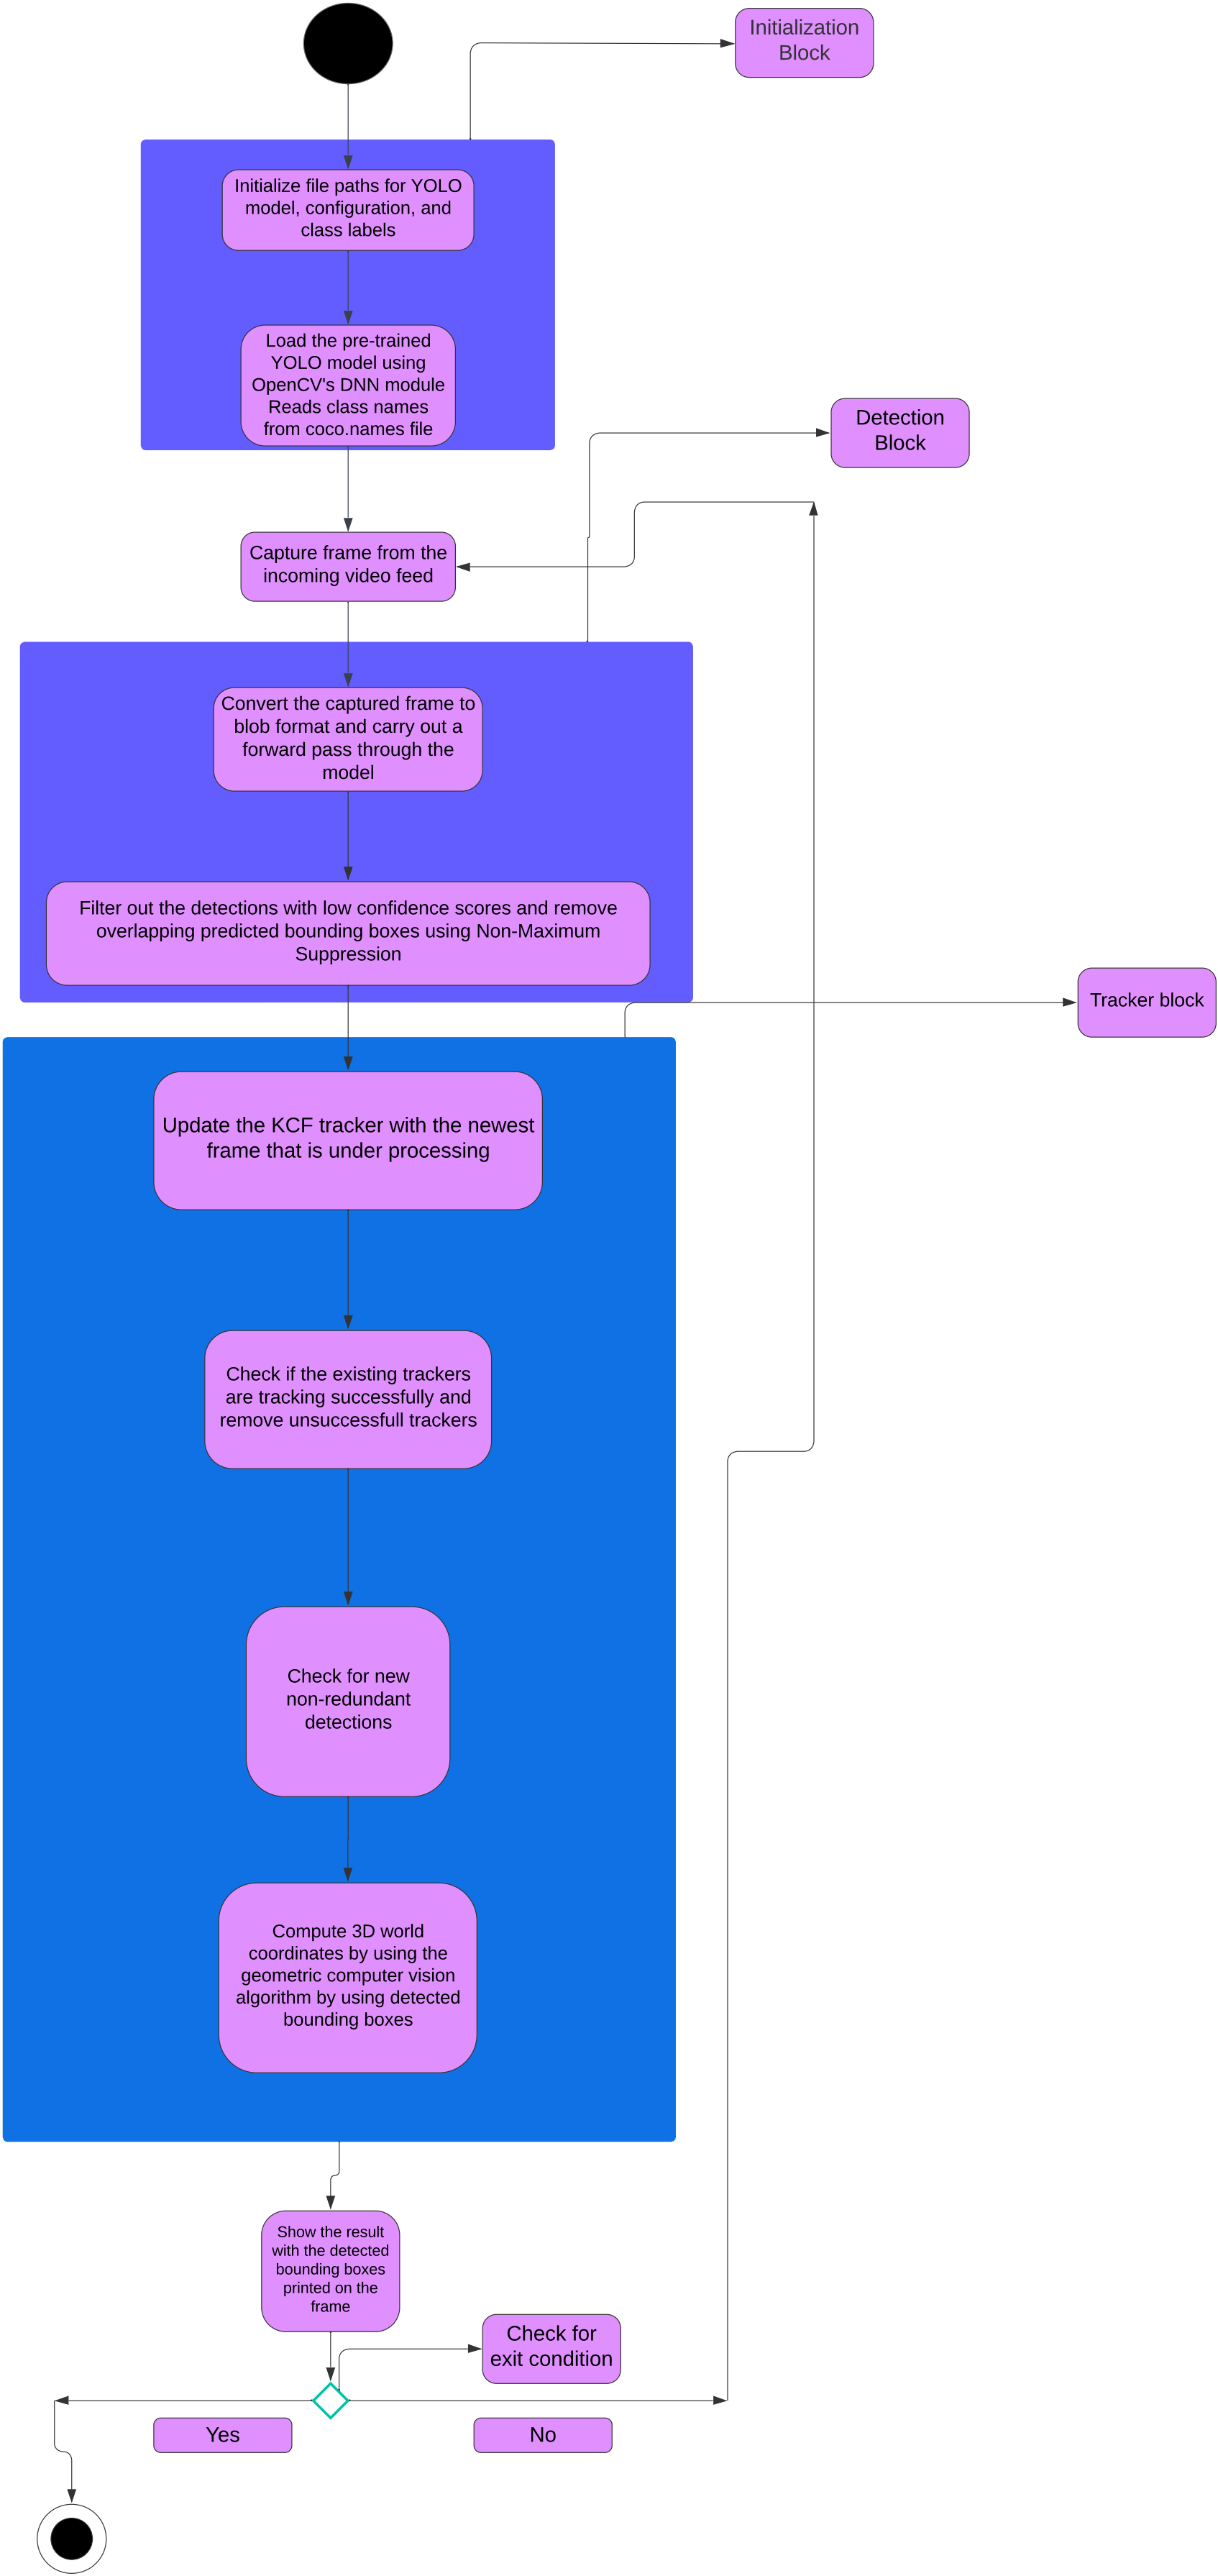 Initialization
Block
Initialize file paths for YOLO
model, configuration, and
class labels
Load the pre-trained
YOLO model using
OpenCV's DNN module
Reads class names
from coco.names file
Detection
Block
Capture frame from the
incoming video feed
Convert the captured frame to
blob format and carry out a
forward pass through the
model
Filter out the detections with low confidence scores and remove
overlapping predicted bounding boxes using Non-Maximum
Suppression
Tracker block
Update the KCF tracker with the newest
frame that is under processing
Check if the existing trackers
are tracking successfully and
remove unsuccessfull trackers
Check for new
non-redundant
detections
Compute 3D world
coordinates by using the
geometric computer vision
algorithm by using detected
bounding boxes
Show the result
with the detected
bounding boxes
printed on the
frame
Check for
exit condition
Yes
No